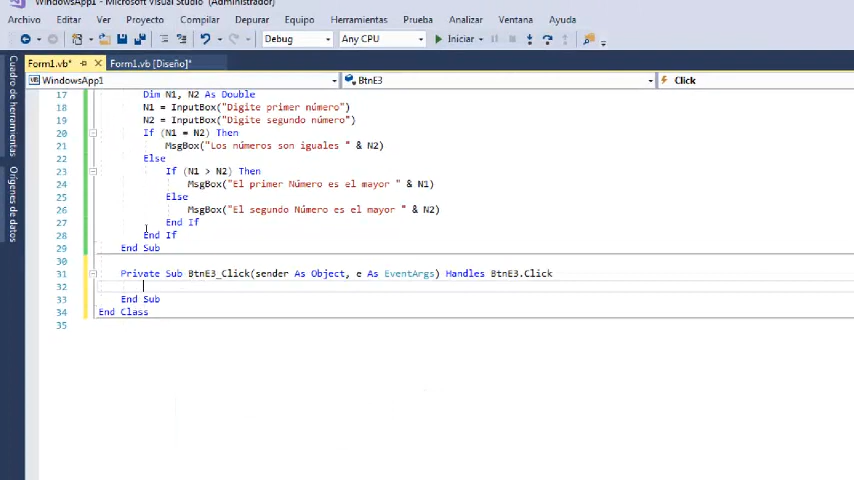 WindowsApp1 - Microsoft Visual Studio (Administrador)
Archivo Editar Ver Proyecto Compilar Depurar Equipo Herramientas Prueba Analizar Ventana Ayuda
Debug Any CPU Iniciar
Form1.vb* Form1.vb [Diseño]*
WindowsApp1 BtnE3 Click
Cuadro de herramientas
Orígenes de datos
17 Dim N1, N2 As Double
18 N1 = InputBox("Digite primer número")
19 N2 = InputBox("Digite segundo número")
20 If (N1 = N2) Then
21 MsgBox("Los números son iguales " & N2)
22 Else
23 If (N1 > N2) Then
24 MsgBox("El primer Número es el mayor " & N1)
25 Else
26 MsgBox("El segundo Número es el mayor " & N2)
27 End If
28 End If
29 End Sub
30
31 Private Sub BtnE3_Click(sender As Object, e As EventArgs) Handles BtnE3.Click
32
33 End Sub
34 End Class
35